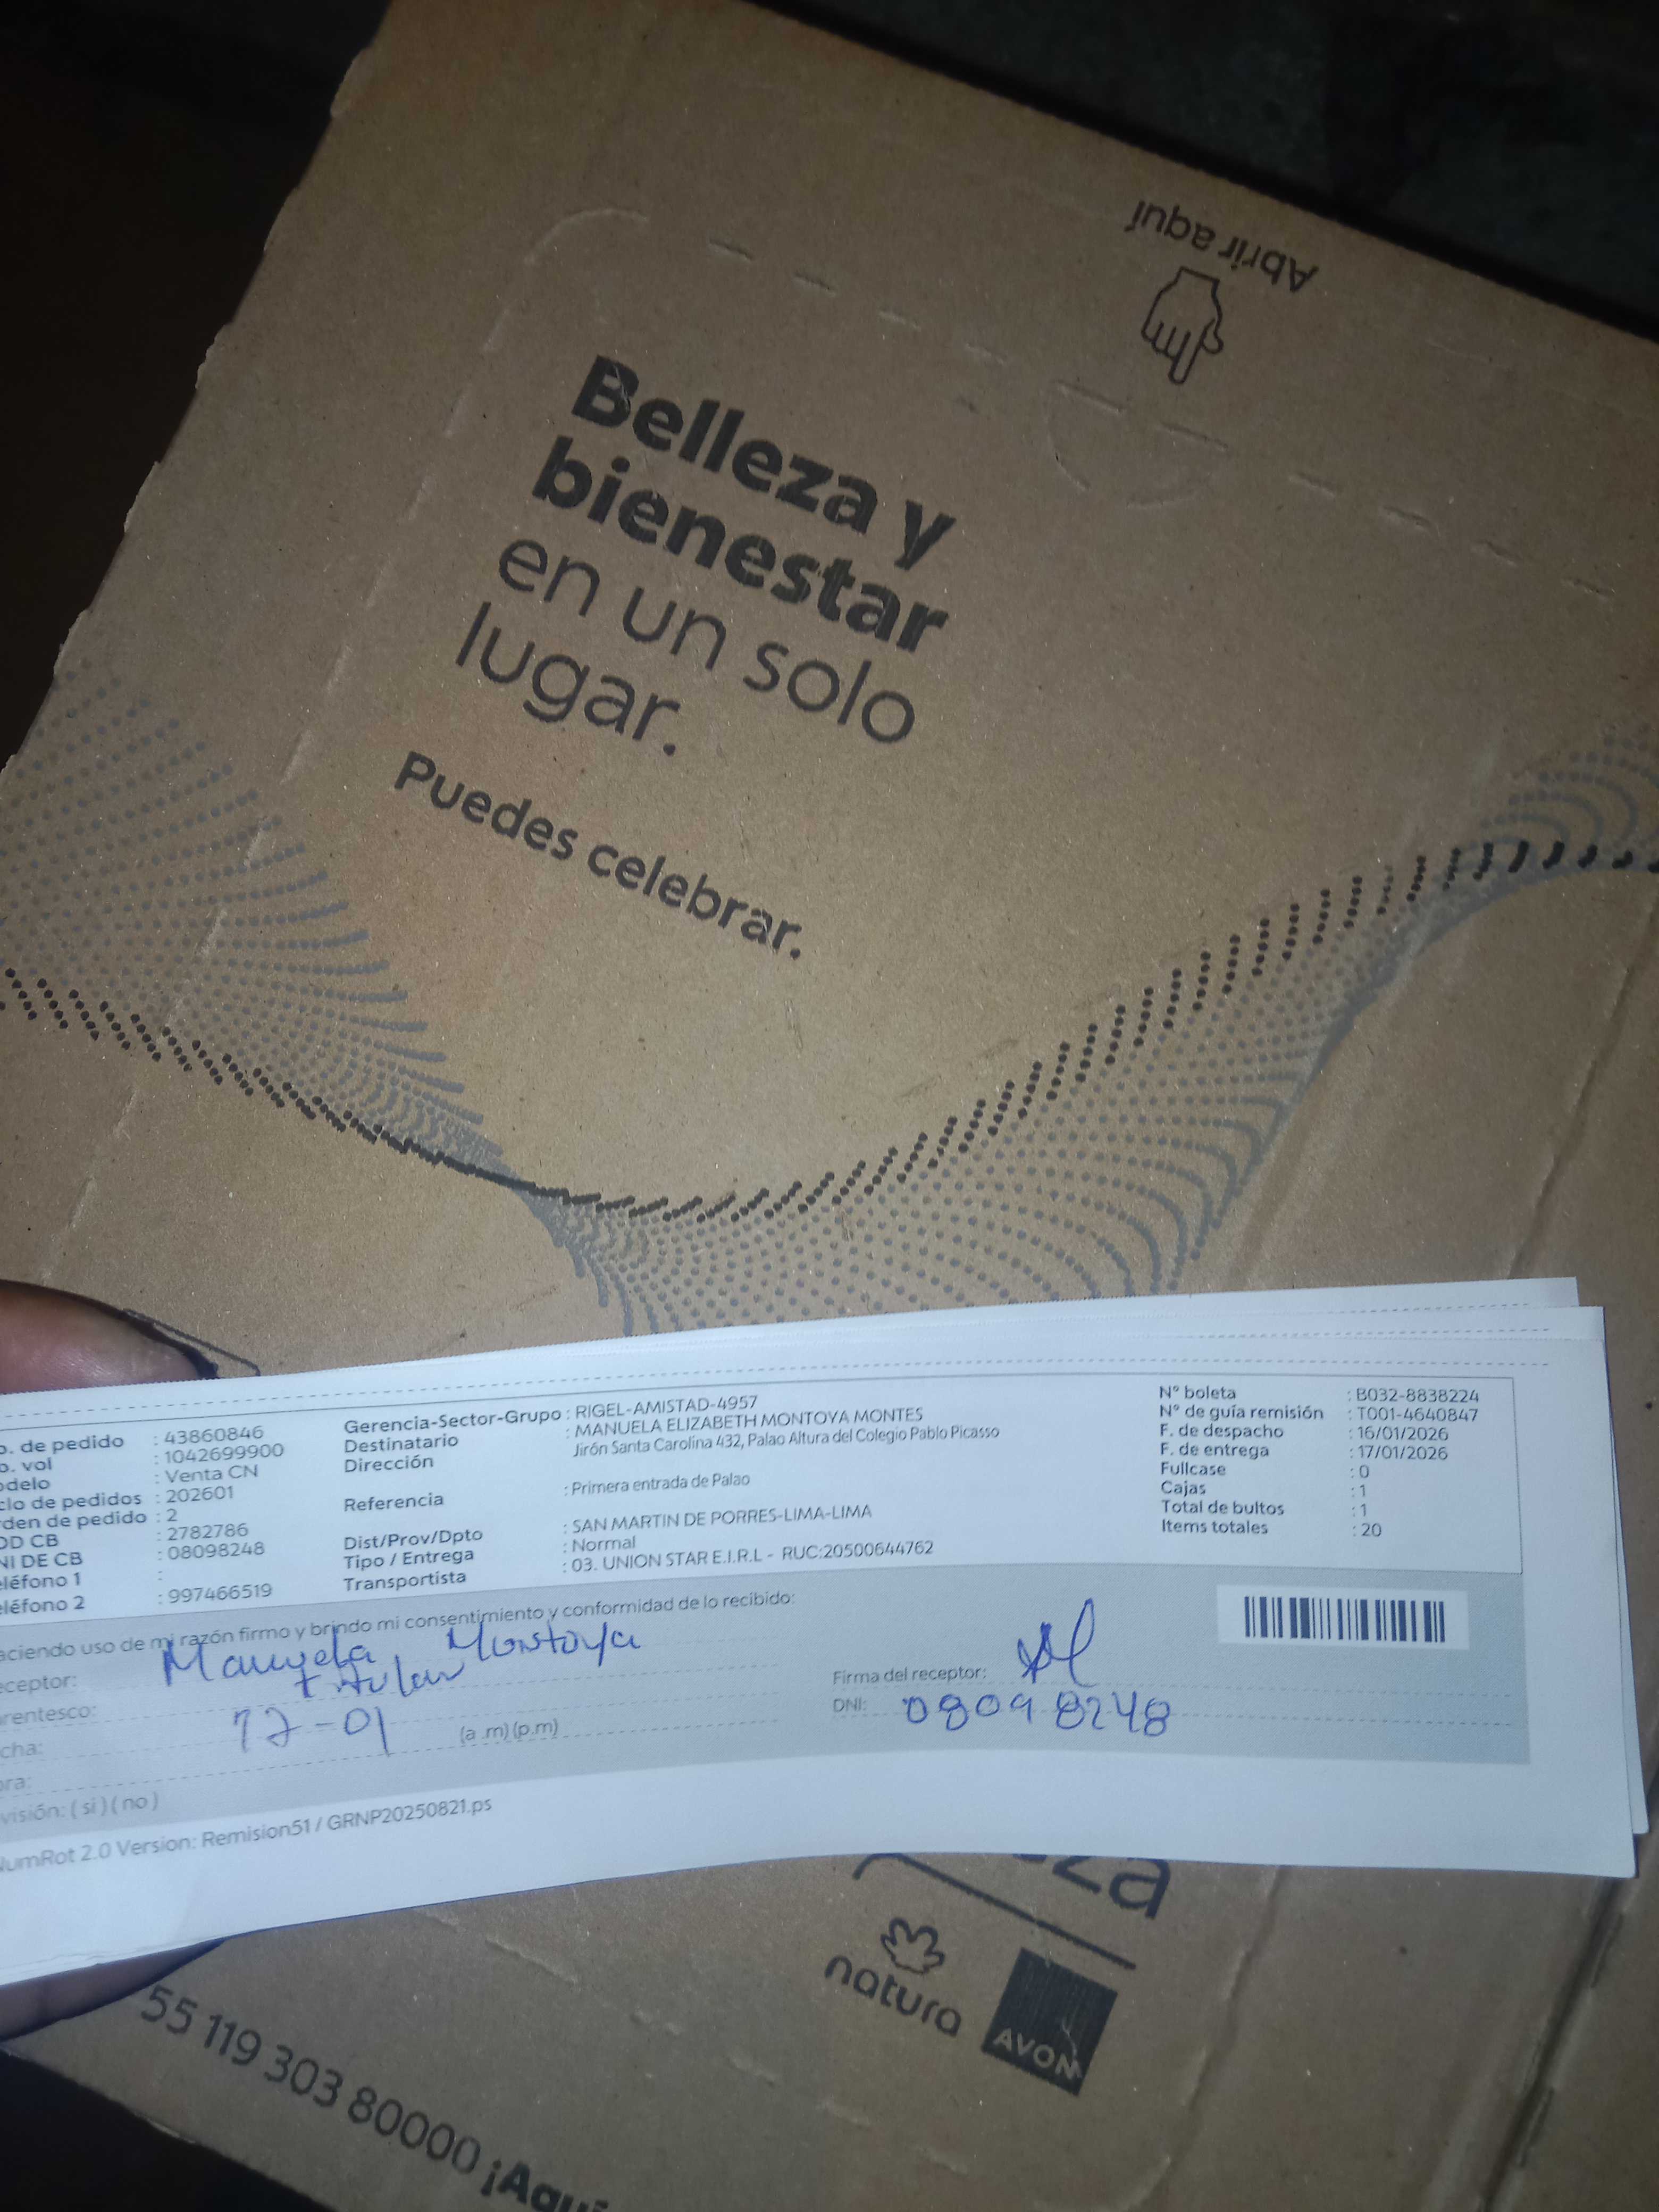 Abrir aquí
Belleza y
bienestar
en un solo
lugar.
Puedes celebrar.
o. de pedido : 43860846
o. vol : 1042699900
odelo : Venta CN
clo de pedidos : 202601
rden de pedido : 2
OD CB : 2782786
NI DE CB : 08098248
eléfono 1 :
eléfono 2 : 997466519
Gerencia-Sector-Grupo : RIGEL-AMISTAD-4957
Destinatario : MANUELA ELIZABETH MONTOYA MONTES
Dirección Jirón Santa Carolina 432, Palao Altura del Colegio Pablo Picasso
Referencia : Primera entrada de Palao
Dist/Prov/Dpto : SAN MARTIN DE PORRES-LIMA-LIMA
Tipo / Entrega : Normal
Transportista : 03. UNION STAR E.I.R.L - RUC:20500644762
N° boleta : B032-8838224
N° de guía remisión : T001-4640847
F. de despacho : 16/01/2026
F. de entrega : 17/01/2026
Fullcase : 0
Cajas : 1
Total de bultos : 1
Items totales : 20
aciendo uso de mi razón firmo y brindo mi consentimiento y conformidad de lo recibido:
eceptor: Manuela Montoya
rentesco: titular
cha: 17-01
ora: (a .m) (p.m)
visión: ( si ) ( no )
Firma del receptor:
DNI: 08098248
NumRot 2.0 Version: Remision51 / GRNP20250821.ps
za
natura
AVON
55 119 303 80000 ¡Aquí